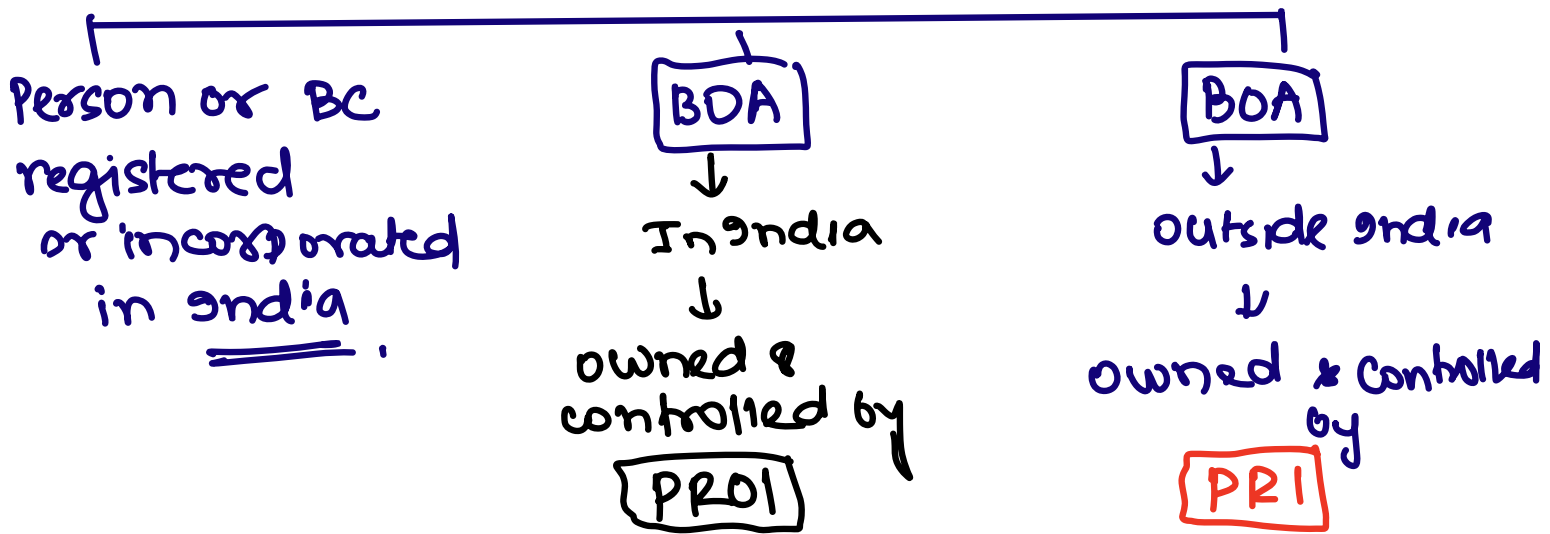 Person or BC
registered
or incorporated
in India.
BOA
In India
owned &
controlled by
PROI
BOA
outside India
owned & controlled
by
PRI